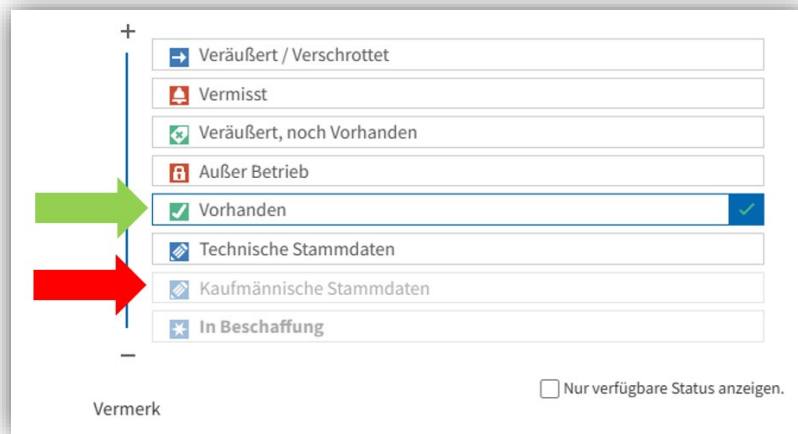 +
Veräußert / Verschrottet
Vermisst
Veräußert, noch Vorhanden
Außer Betrieb
Vorhanden
Technische Stammdaten
Kaufmännische Stammdaten
In Beschaffung
–
Nur verfügbare Status anzeigen.
Vermerk